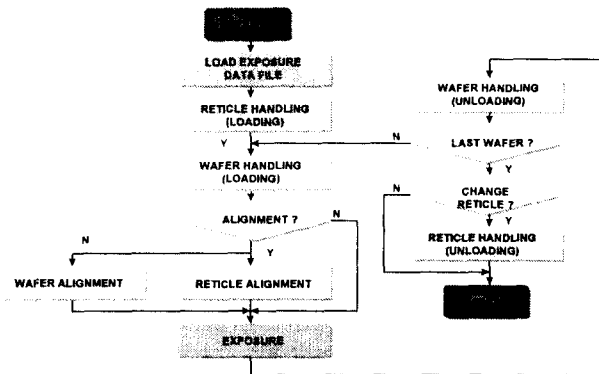 LOAD EXPOSURE
DATA FILE
RETICLE HANDLING
(LOADING)
Y
WAFER HANDLING
(LOADING)
ALIGNMENT ?
N
N
Y
WAFER ALIGNMENT
RETICLE ALIGNMENT
EXPOSURE
WAFER HANDLING
(UNLOADING)
N
LAST WAFER ?
Y
N
CHANGE
RETICLE ?
Y
RETICLE HANDLING
(UNLOADING)